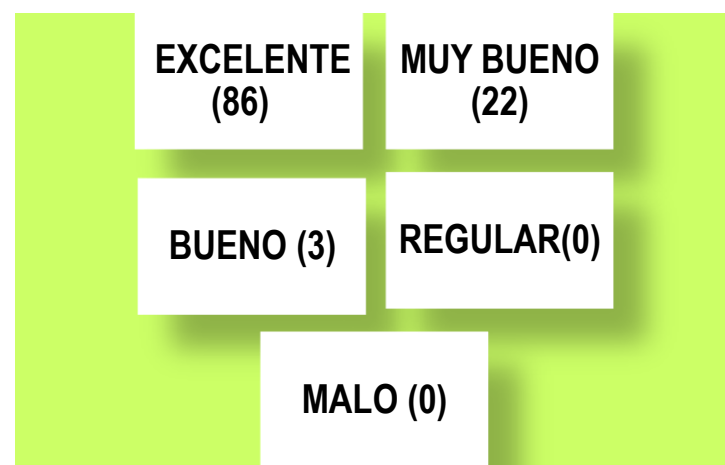 EXCELENTE
(86)
MUY BUENO
(22)
BUENO (3)
REGULAR(0)
MALO (0)